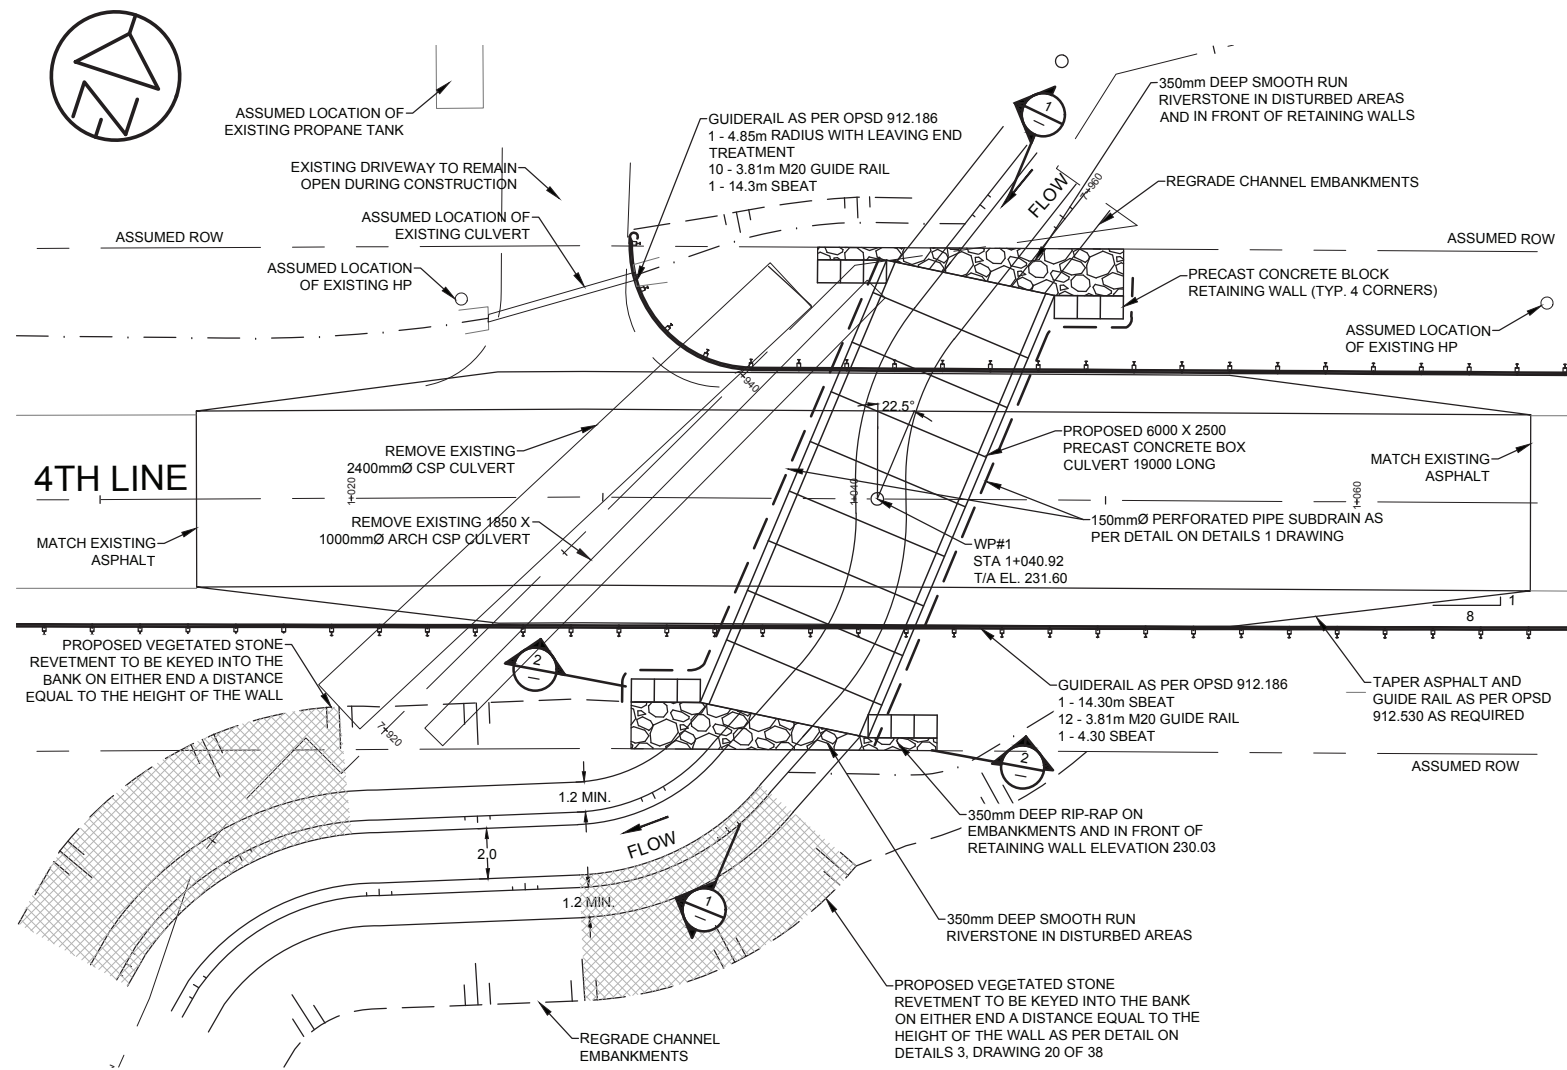 N
ASSUMED LOCATION OF
EXISTING PROPANE TANK
EXISTING DRIVEWAY TO REMAIN
OPEN DURING CONSTRUCTION
ASSUMED LOCATION OF
EXISTING CULVERT
ASSUMED ROW
ASSUMED LOCATION
OF EXISTING HP
GUIDERAIL AS PER OPSD 912.186
1 - 4.85m RADIUS WITH LEAVING END
TREATMENT
10 - 3.81m M20 GUIDE RAIL
1 - 14.3m SBEAT
1
FLOW
7+960
350mm DEEP SMOOTH RUN
RIVERSTONE IN DISTURBED AREAS
AND IN FRONT OF RETAINING WALLS
REGRADE CHANNEL EMBANKMENTS
ASSUMED ROW
PRECAST CONCRETE BLOCK
RETAINING WALL (TYP. 4 CORNERS)
ASSUMED LOCATION
OF EXISTING HP
7+940
22.5°
REMOVE EXISTING
2400mmØ CSP CULVERT
PROPOSED 6000 X 2500
PRECAST CONCRETE BOX
CULVERT 19000 LONG
MATCH EXISTING
ASPHALT
4TH LINE
1+020
1+040
1+060
REMOVE EXISTING 1850 X
1000mmØ ARCH CSP CULVERT
150mmØ PERFORATED PIPE SUBDRAIN AS
PER DETAIL ON DETAILS 1 DRAWING
MATCH EXISTING
ASPHALT
WP#1
STA 1+040.92
T/A EL. 231.60
1
8
PROPOSED VEGETATED STONE
REVETMENT TO BE KEYED INTO THE
BANK ON EITHER END A DISTANCE
EQUAL TO THE HEIGHT OF THE WALL
2
GUIDERAIL AS PER OPSD 912.186
1 - 14.30m SBEAT
12 - 3.81m M20 GUIDE RAIL
1 - 4.30 SBEAT
TAPER ASPHALT AND
GUIDE RAIL AS PER OPSD
912.530 AS REQUIRED
7+920
2
ASSUMED ROW
1.2 MIN.
350mm DEEP RIP-RAP ON
EMBANKMENTS AND IN FRONT OF
RETAINING WALL ELEVATION 230.03
FLOW
2.0
1.2 MIN.
1
350mm DEEP SMOOTH RUN
RIVERSTONE IN DISTURBED AREAS
PROPOSED VEGETATED STONE
REVETMENT TO BE KEYED INTO THE BANK
ON EITHER END A DISTANCE EQUAL TO THE
HEIGHT OF THE WALL AS PER DETAIL ON
DETAILS 3, DRAWING 20 OF 38
REGRADE CHANNEL
EMBANKMENTS